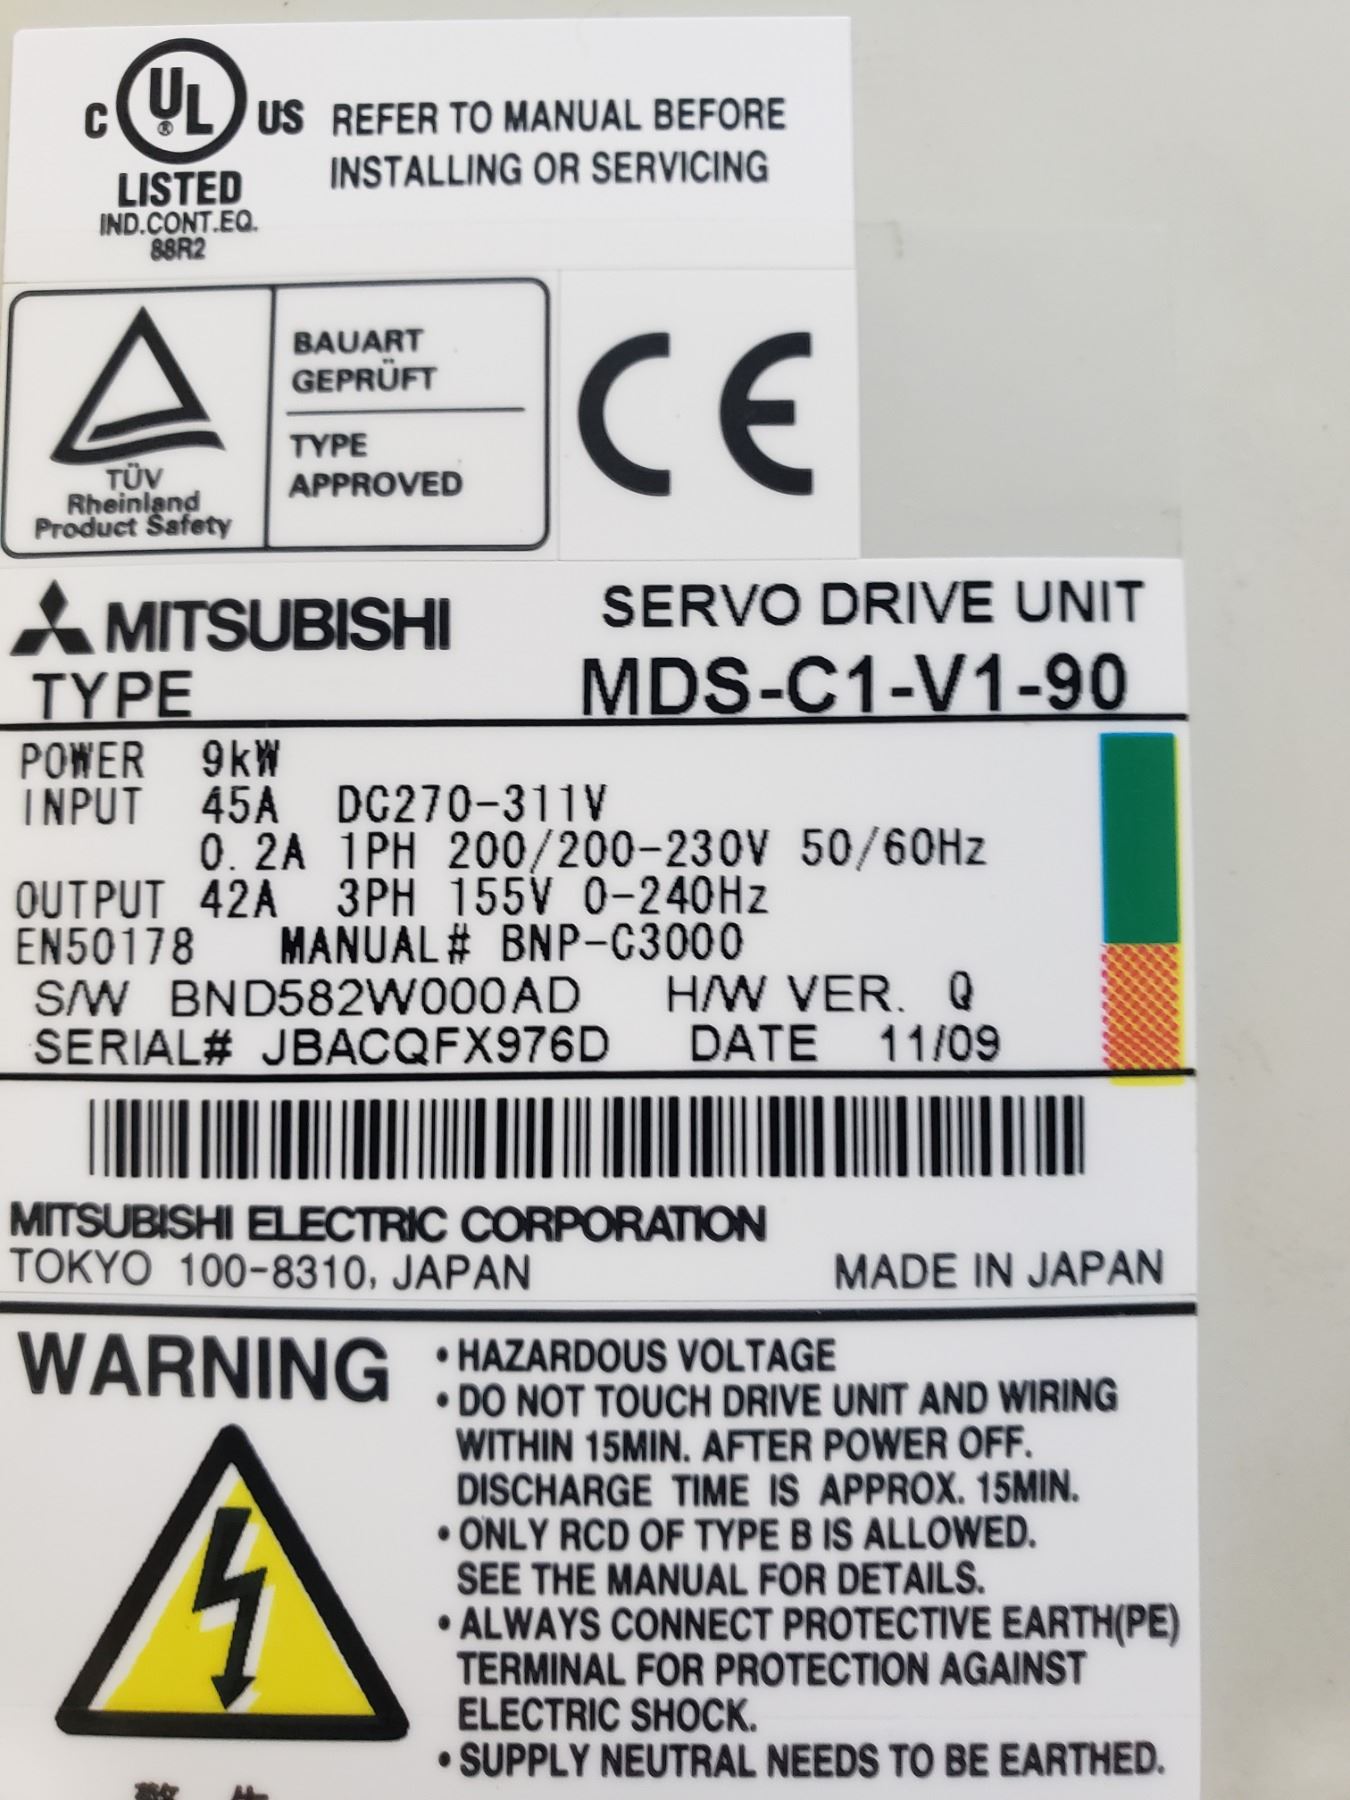 C UL ® US
LISTED
IND.CONT.EQ.
88R2
REFER TO MANUAL BEFORE
INSTALLING OR SERVICING
TÜV
Rheinland
Product Safety
BAUART
GEPRÜFT
TYPE
APPROVED
CE
MITSUBISHI SERVO DRIVE UNIT
TYPE MDS-C1-V1-90
POWER 9kW
INPUT 45A DC270-311V
0.2A 1PH 200/200-230V 50/60Hz
OUTPUT 42A 3PH 155V 0-240Hz
EN50178 MANUAL# BNP-C3000
S/W BND582W000AD H/W VER. Q
SERIAL# JBACQFX976D DATE 11/09
MITSUBISHI ELECTRIC CORPORATION
TOKYO 100-8310, JAPAN MADE IN JAPAN
WARNING
• HAZARDOUS VOLTAGE
• DO NOT TOUCH DRIVE UNIT AND WIRING
WITHIN 15MIN. AFTER POWER OFF.
DISCHARGE TIME IS APPROX. 15MIN.
• ONLY RCD OF TYPE B IS ALLOWED.
SEE THE MANUAL FOR DETAILS.
• ALWAYS CONNECT PROTECTIVE EARTH(PE)
TERMINAL FOR PROTECTION AGAINST
ELECTRIC SHOCK.
• SUPPLY NEUTRAL NEEDS TO BE EARTHED.